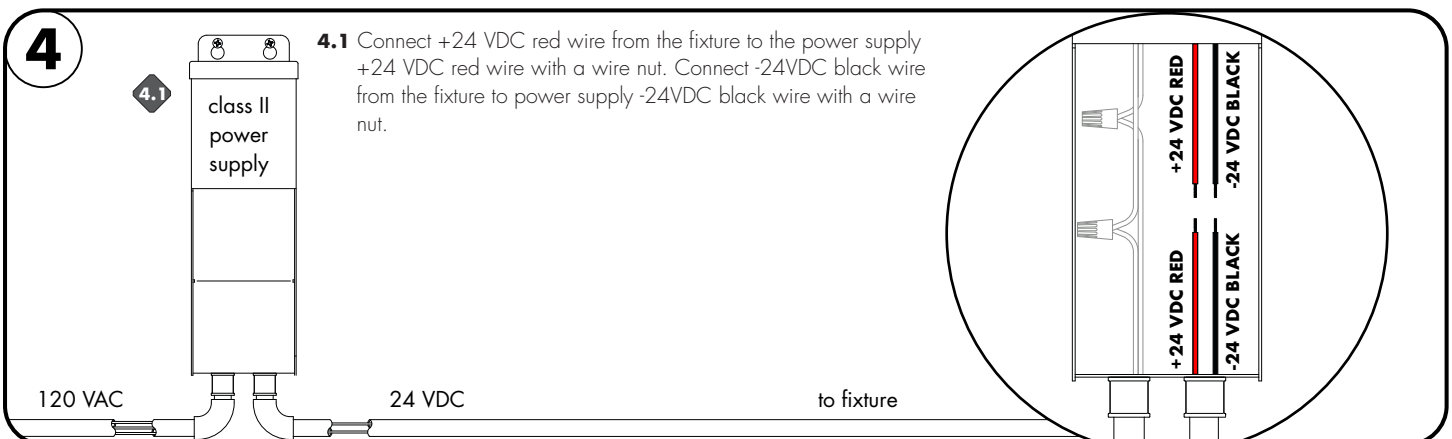 4
4.1 Connect +24 VDC red wire from the fixture to the power supply
+24 VDC red wire with a wire nut. Connect -24VDC black wire
from the fixture to power supply -24VDC black wire with a wire
nut.
4.1
class II
power
supply
+24 VDC RED
-24 VDC BLACK
+24 VDC RED
-24 VDC BLACK
120 VAC
24 VDC
to fixture